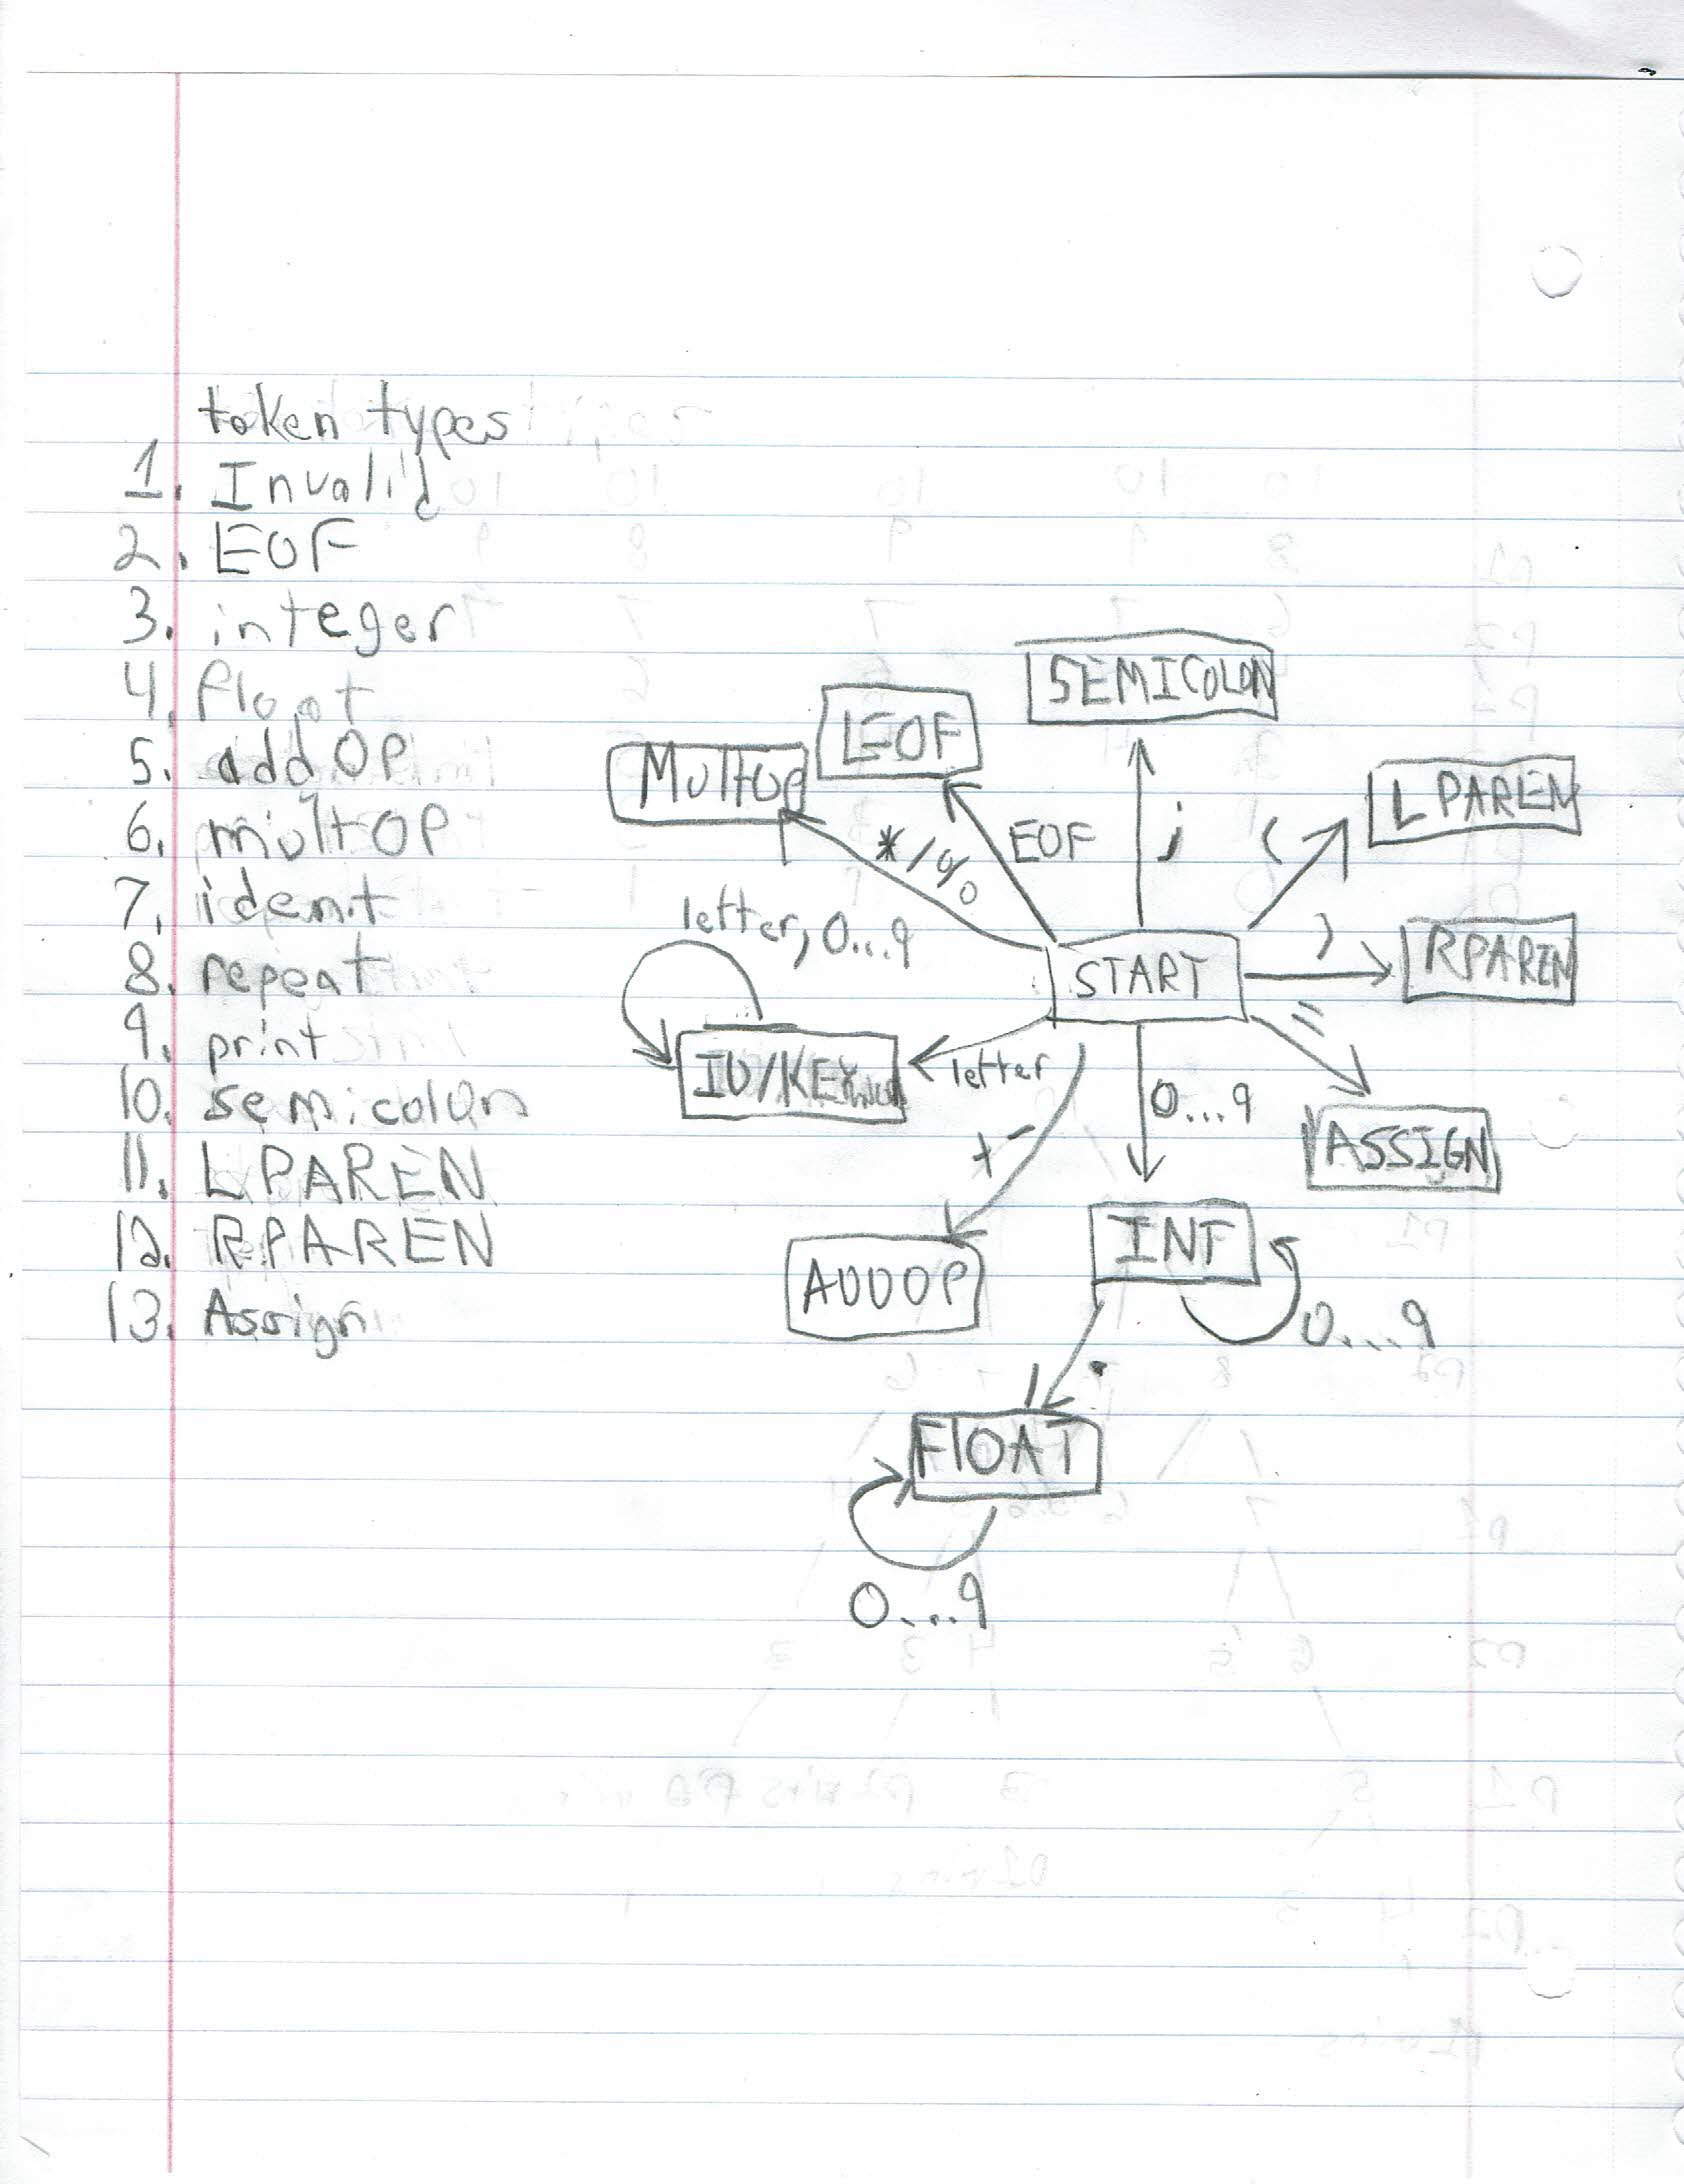 token types
1. Invalid
2. EOF
3. integer
4. float
5. addOP
6. multOP
7. ident
8. repeat
9. print
10. semicolon
11. LPAREN
12. RPAREN
13. Assign
SEMICOLON
EOF
MultOP
LPAREN
;
(
EOF
* / %
letter, 0...9
)
RPAREN
START
=
ID/KEY
letter
0...9
+ -
ASSIGN
INT
ADDOP
0...9
.
FlOAT
0...9